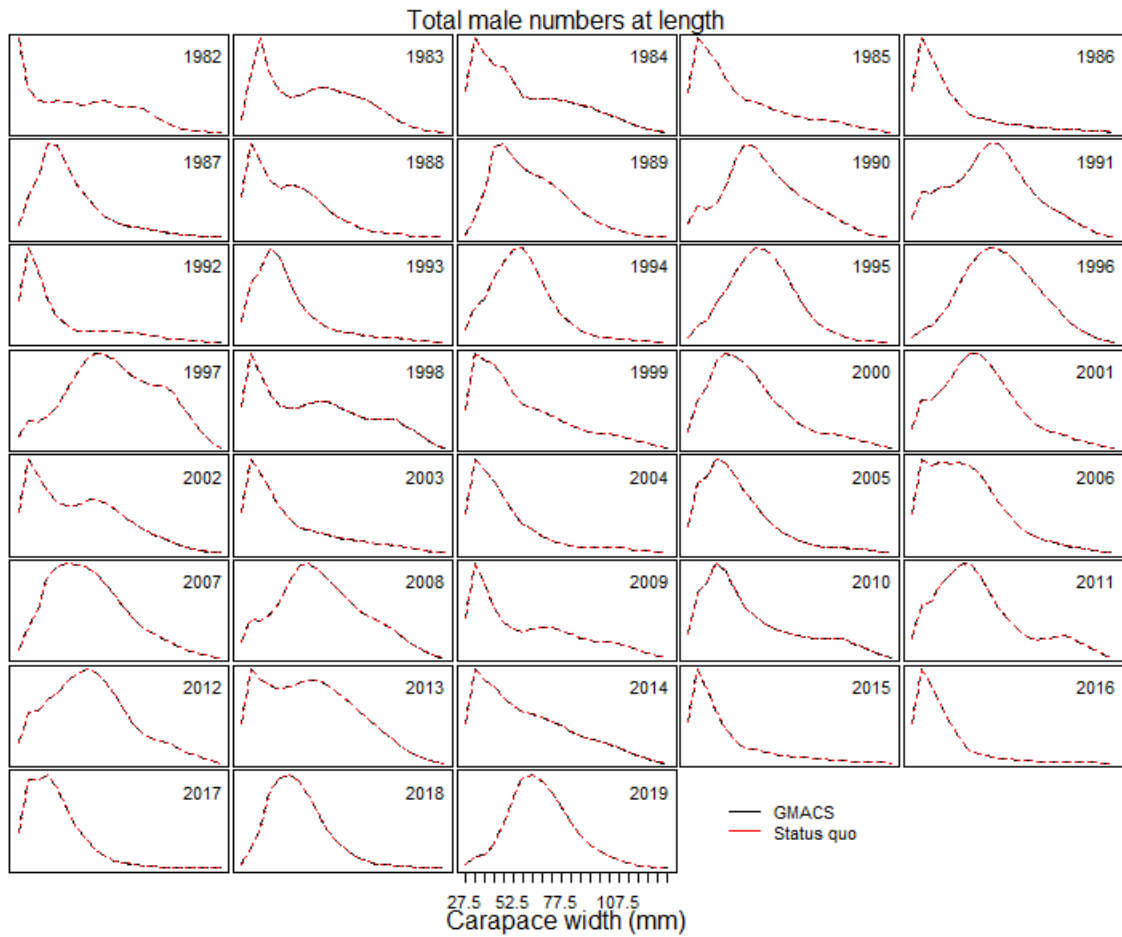 Total male numbers at length
1982 1983 1984 1985 1986
1987 1988 1989 1990 1991
1992 1993 1994 1995 1996
1997 1998 1999 2000 2001
2002 2003 2004 2005 2006
2007 2008 2009 2010 2011
2012 2013 2014 2015 2016
2017 2018 2019
GMACS
Status quo
27.5 52.5 77.5 107.5
Carapace width (mm)